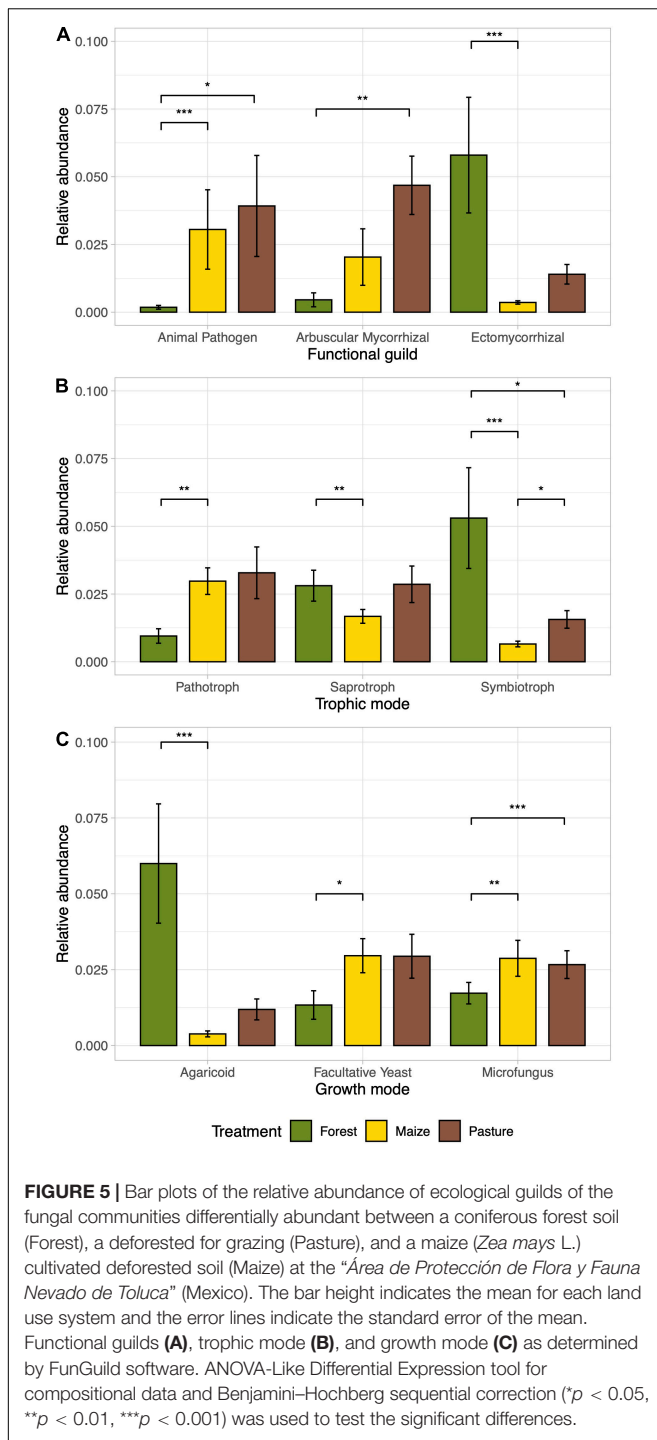 A
0.100
0.075
0.050
0.025
0.000
Relative abundance
***
*
**
***
Animal Pathogen
Arbuscular Mycorrhizal
Ectomycorrhizal
Functional guild
B
0.100
0.075
0.050
0.025
0.000
Relative abundance
**
**
*
***
*
Pathotroph
Saprotroph
Symbiotroph
Trophic mode
C
0.100
0.075
0.050
0.025
0.000
Relative abundance
***
*
***
**
Agaricoid
Facultative Yeast
Microfungus
Growth mode
Treatment Forest Maize Pasture
FIGURE 5 | Bar plots of the relative abundance of ecological guilds of the
fungal communities differentially abundant between a coniferous forest soil
(Forest), a deforested for grazing (Pasture), and a maize (Zea mays L.)
cultivated deforested soil (Maize) at the “Área de Protección de Flora y Fauna
Nevado de Toluca” (Mexico). The bar height indicates the mean for each land
use system and the error lines indicate the standard error of the mean.
Functional guilds (A), trophic mode (B), and growth mode (C) as determined
by FunGuild software. ANOVA-Like Differential Expression tool for
compositional data and Benjamini–Hochberg sequential correction (*p < 0.05,
**p < 0.01, ***p < 0.001) was used to test the significant differences.